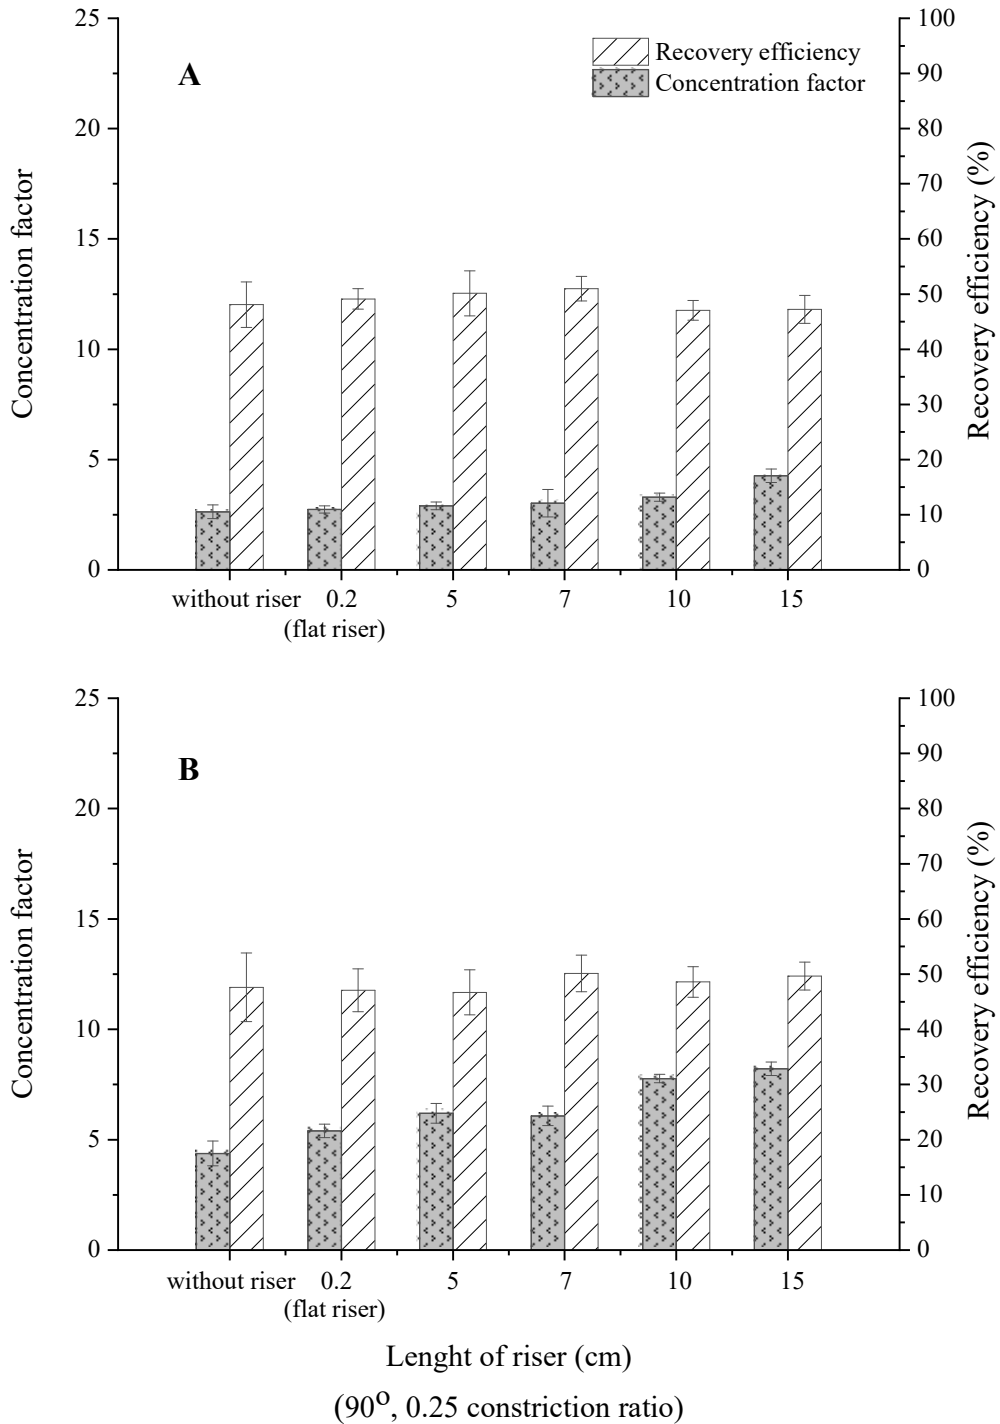 A
Recovery efficiency
Concentration factor
25
20
15
10
5
0
Concentration factor
100
90
80
70
60
50
40
30
20
10
0
Recovery efficiency (%)
without riser 0.2 5 7 10 15
(flat riser)
B
25
20
15
10
5
0
Concentration factor
100
90
80
70
60
50
40
30
20
10
0
Recovery efficiency (%)
without riser 0.2 5 7 10 15
(flat riser)
Lenght of riser (cm)
(90⁰, 0.25 constriction ratio)